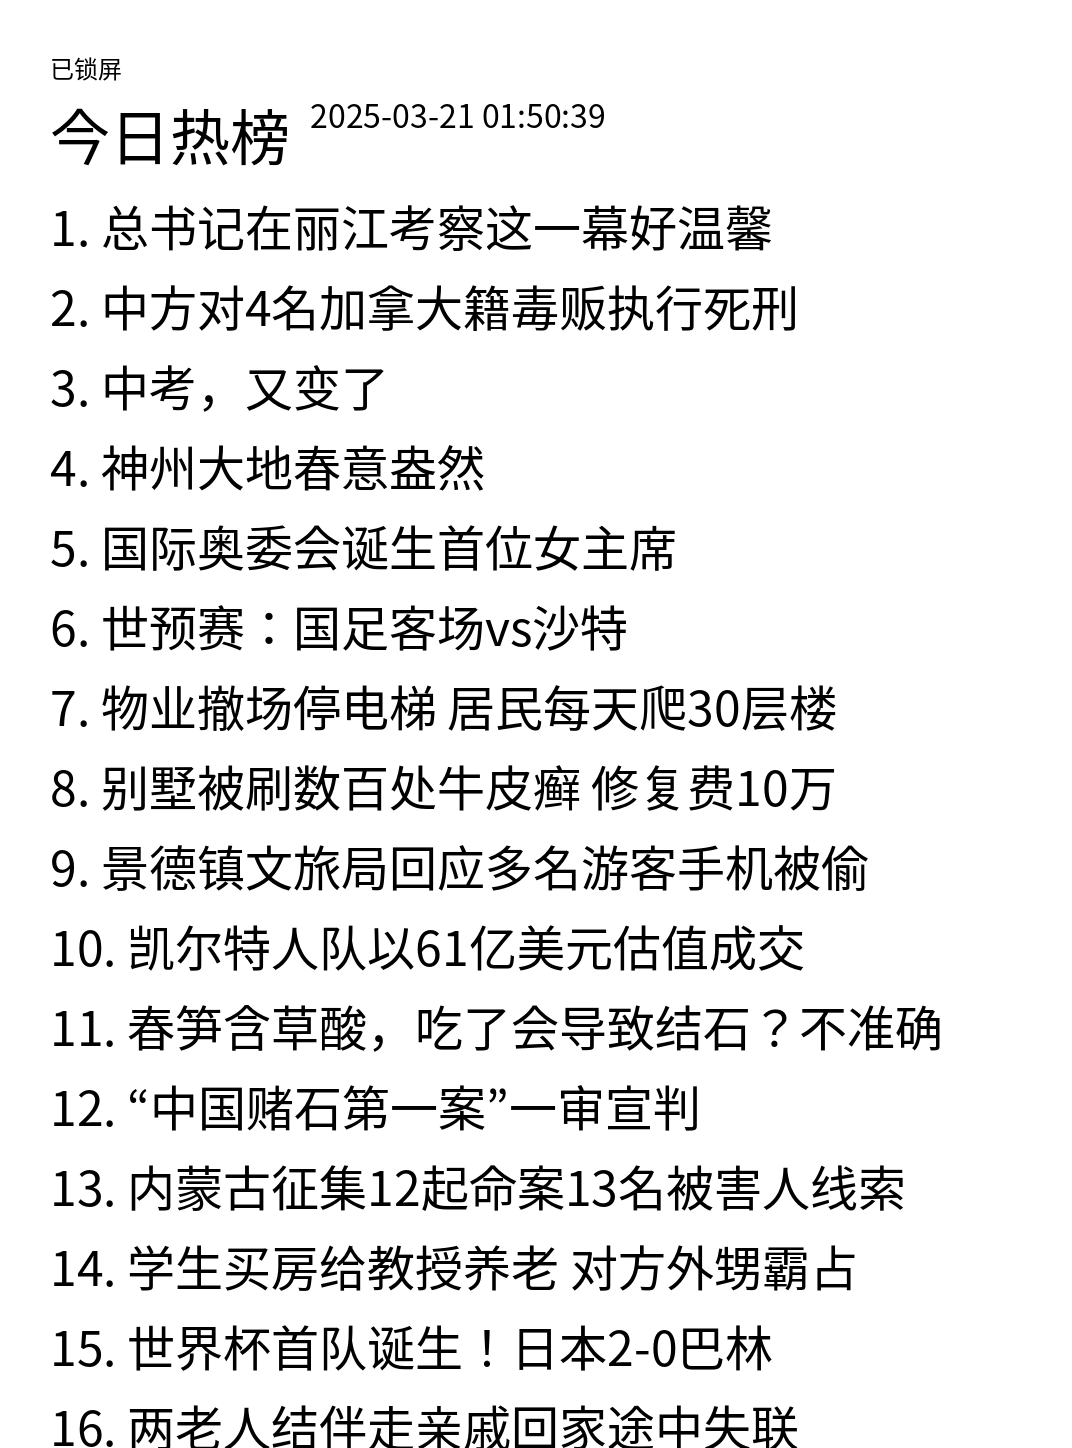 已锁屏
今日热榜 2025-03-21 01:50:39
1. 总书记在丽江考察这一幕好温馨
2. 中方对4名加拿大籍毒贩执行死刑
3. 中考，又变了
4. 神州大地春意盎然
5. 国际奥委会诞生首位女主席
6. 世预赛：国足客场vs沙特
7. 物业撤场停电梯 居民每天爬30层楼
8. 别墅被刷数百处牛皮癣 修复费10万
9. 景德镇文旅局回应多名游客手机被偷
10. 凯尔特人队以61亿美元估值成交
11. 春笋含草酸，吃了会导致结石？不准确
12. “中国赌石第一案”一审宣判
13. 内蒙古征集12起命案13名被害人线索
14. 学生买房给教授养老 对方外甥霸占
15. 世界杯首队诞生！日本2-0巴林
16. 两老人结伴走亲戚回家途中失联